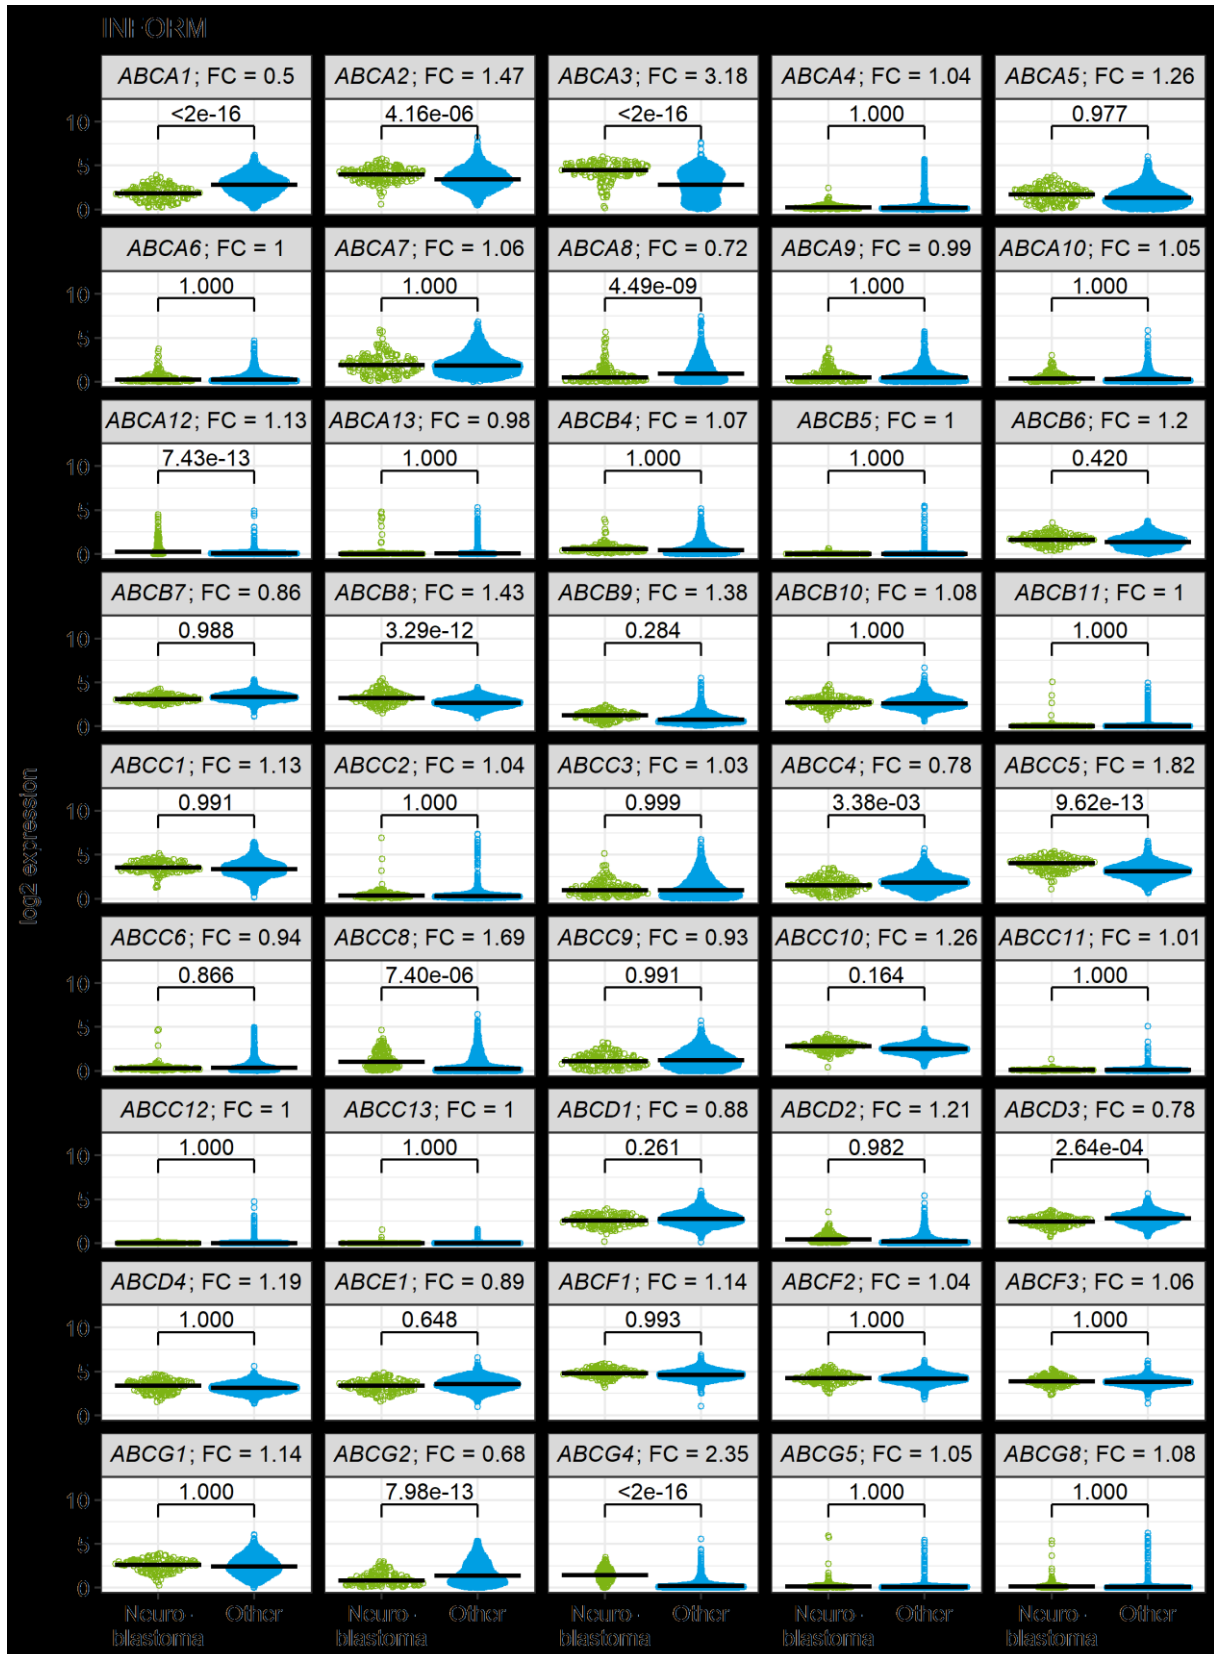 INFORM
ABCA1; FC = 0.5 ABCA2; FC = 1.47 ABCA3; FC = 3.18 ABCA4; FC = 1.04 ABCA5; FC = 1.26
<2e-16 4.16e-06 <2e-16 1.000 0.977
10
5
0
ABCA6; FC = 1 ABCA7; FC = 1.06 ABCA8; FC = 0.72 ABCA9; FC = 0.99 ABCA10; FC = 1.05
1.000 1.000 4.49e-09 1.000 1.000
10
5
0
ABCA12; FC = 1.13 ABCA13; FC = 0.98 ABCB4; FC = 1.07 ABCB5; FC = 1 ABCB6; FC = 1.2
7.43e-13 1.000 1.000 1.000 0.420
10
5
0
ABCB7; FC = 0.86 ABCB8; FC = 1.43 ABCB9; FC = 1.38 ABCB10; FC = 1.08 ABCB11; FC = 1
0.988 3.29e-12 0.284 1.000 1.000
10
5
0
log2 expression
ABCC1; FC = 1.13 ABCC2; FC = 1.04 ABCC3; FC = 1.03 ABCC4; FC = 0.78 ABCC5; FC = 1.82
0.991 1.000 0.999 3.38e-03 9.62e-13
10
5
0
ABCC6; FC = 0.94 ABCC8; FC = 1.69 ABCC9; FC = 0.93 ABCC10; FC = 1.26 ABCC11; FC = 1.01
0.866 7.40e-06 0.991 0.164 1.000
10
5
0
ABCC12; FC = 1 ABCC13; FC = 1 ABCD1; FC = 0.88 ABCD2; FC = 1.21 ABCD3; FC = 0.78
1.000 1.000 0.261 0.982 2.64e-04
10
5
0
ABCD4; FC = 1.19 ABCE1; FC = 0.89 ABCF1; FC = 1.14 ABCF2; FC = 1.04 ABCF3; FC = 1.06
1.000 0.648 0.993 1.000 1.000
10
5
0
ABCG1; FC = 1.14 ABCG2; FC = 0.68 ABCG4; FC = 2.35 ABCG5; FC = 1.05 ABCG8; FC = 1.08
1.000 7.98e-13 <2e-16 1.000 1.000
10
5
0
Neuro- Other Neuro- Other Neuro- Other Neuro- Other Neuro- Other
blastoma blastoma blastoma blastoma blastoma